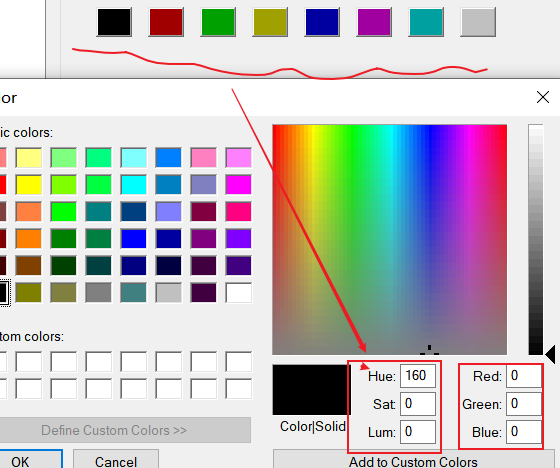 or
ic colors:
tom colors:
Define Custom Colors >>
OK
Cancel
Color|Solid
Hue: 160
Sat: 0
Lum: 0
Red: 0
Green: 0
Blue: 0
Add to Custom Colors